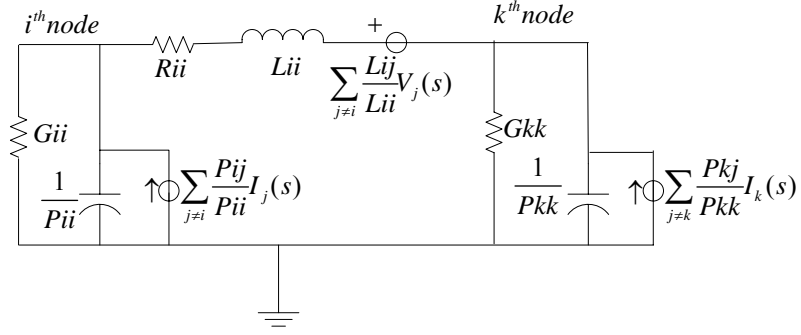 i^th node
k^th node
Rii
Lii
+
∑_{j≠i} Lij/Lii V_j(s)
Gii
Gkk
1/Pii
↑
∑_{j≠i} Pij/Pii I_j(s)
1/Pkk
↑
∑_{j≠k} Pkj/Pkk I_k(s)